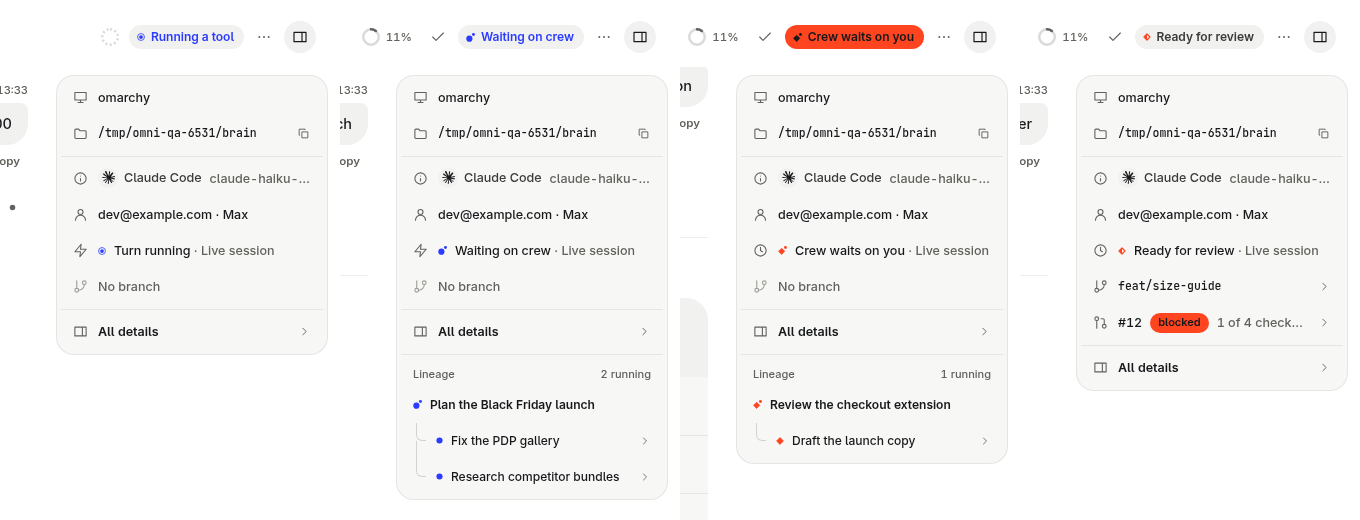 Running a tool
13:33
00
opy
omarchy
/tmp/omni-qa-6531/brain
Claude Code claude-haiku-...
dev@example.com · Max
Turn running · Live session
No branch
All details
11%
Waiting on crew
13:33
ch
opy
omarchy
/tmp/omni-qa-6531/brain
Claude Code claude-haiku-...
dev@example.com · Max
Waiting on crew · Live session
No branch
All details
Lineage 2 running
Plan the Black Friday launch
Fix the PDP gallery
Research competitor bundles
11%
Crew waits on you
on
opy
omarchy
/tmp/omni-qa-6531/brain
Claude Code claude-haiku-...
dev@example.com · Max
Crew waits on you · Live session
No branch
All details
Lineage 1 running
Review the checkout extension
Draft the launch copy
11%
Ready for review
13:33
er
opy
omarchy
/tmp/omni-qa-6531/brain
Claude Code claude-haiku-...
dev@example.com · Max
Ready for review · Live session
feat/size-guide
#12 blocked 1 of 4 check...
All details